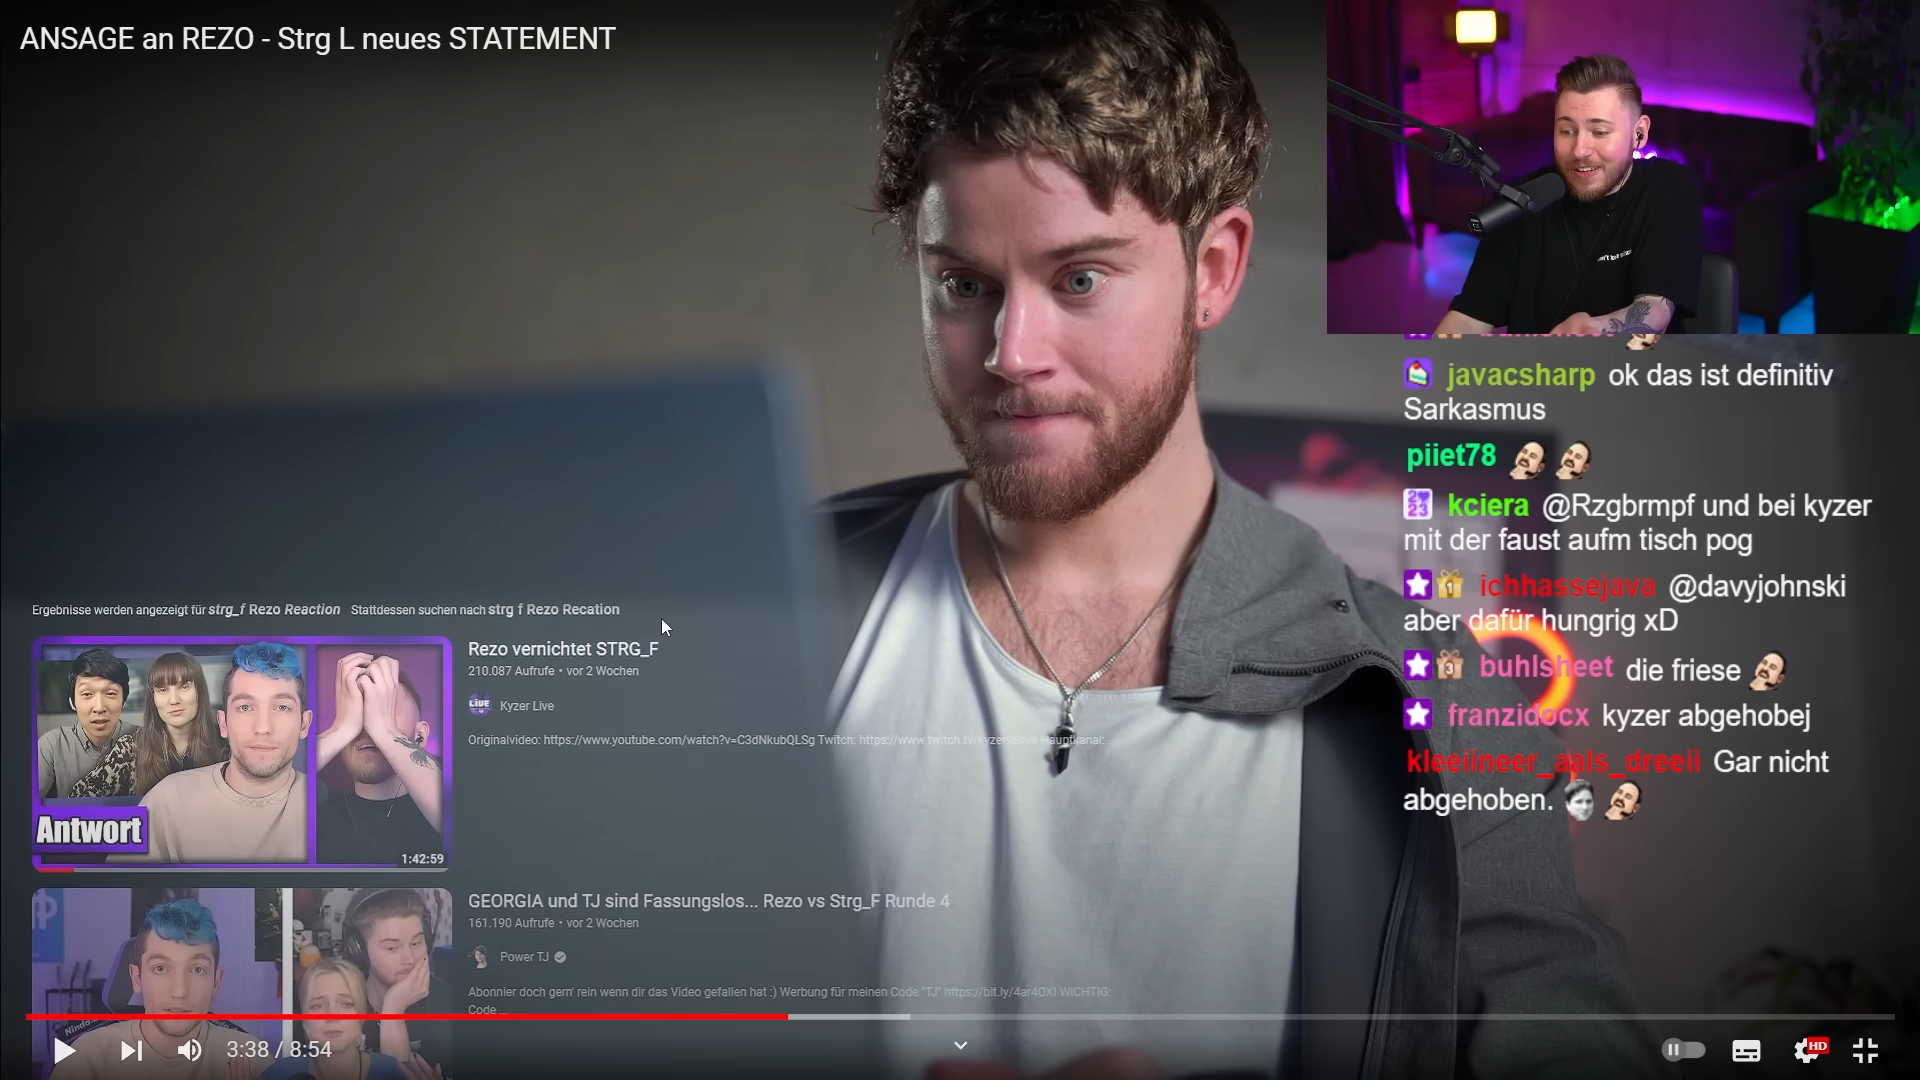 ANSAGE an REZO - Strg L neues STATEMENT
javacsharp ok das ist definitiv
Sarkasmus
piiet78
kciera @Rzgbrmpf und bei kyzer
mit der faust aufm tisch pog
ichhassejava @davyjohnski
aber dafür hungrig xD
buhlsheet die friese
franzidocx kyzer abgehobej
kleeiineer_aals_dreeii Gar nicht
abgehoben.
Ergebnisse werden angezeigt für strg_f Rezo Reaction Stattdessen suchen nach strg f Rezo Recation
Rezo vernichtet STRG_F
210.087 Aufrufe • vor 2 Wochen
LIVE Kyzer Live
Originalvideo: https://www.youtube.com/watch?v=C3dNkubQLSg Twitch: Hauptkanal:
Antwort
1:42:59
GEORGIA und TJ sind Fassungslos... Rezo vs Strg_F Runde 4
161.190 Aufrufe • vor 2 Wochen
Power TJ
Abonnier doch gern' rein wenn dir das Video gefallen hat :) Werbung für meinen Code "TJ" https://bit.ly/4ar4OXI WICHTIG:
Code ...
3:38 / 8:54
HD